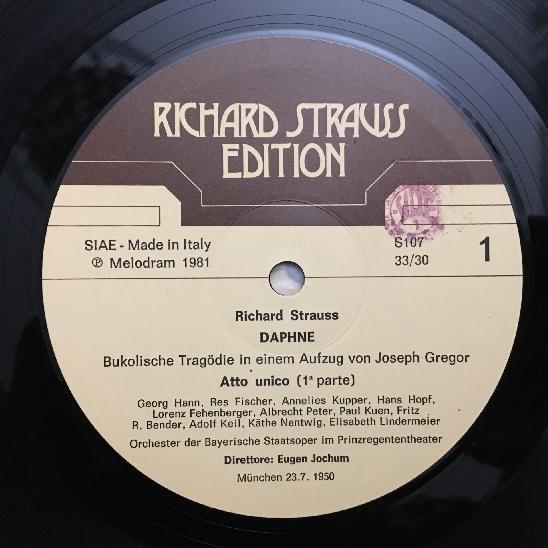 RICHARD STRAUSS
EDITION
SIAE - Made in Italy
℗ Melodram 1981
S107
33/30
1
Richard Strauss
DAPHNE
Bukolische Tragödie in einem Aufzug von Joseph Gregor
Atto unico (1ª parte)
Georg Hann, Res Fischer, Annelies Kupper, Hans Hopf,
Lorenz Fehenberger, Albrecht Peter, Paul Kuen, Fritz
R. Bender, Adolf Keil, Käthe Nentwig, Elisabeth Lindermeier
Orchester der Bayerische Staatsoper im Prinzregententheater
Direttore: Eugen Jochum
München 23.7. 1950